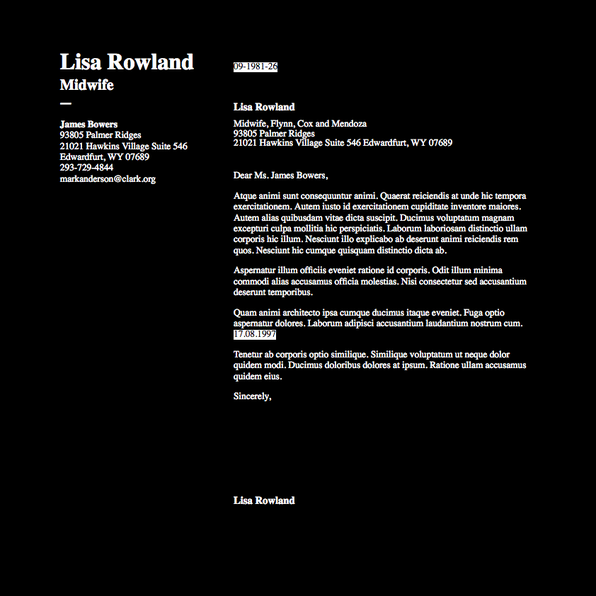 Lisa Rowland
Midwife
James Bowers
93805 Palmer Ridges
21021 Hawkins Village Suite 546
Edwardfurt, WY 07689
293-729-4844
markanderson@clark.org
09-1981-26
Lisa Rowland
Midwife, Flynn, Cox and Mendoza
93805 Palmer Ridges
21021 Hawkins Village Suite 546 Edwardfurt, WY 07689
Dear Ms. James Bowers,
Atque animi sunt consequuntur animi. Quaerat reiciendis at unde hic tempora
exercitationem. Autem iusto id exercitationem cupiditate inventore maiores.
Autem alias quibusdam vitae dicta suscipit. Ducimus voluptatum magnam
excepturi culpa mollitia hic perspiciatis. Laborum laboriosam distinctio ullam
corporis hic illum. Nesciunt illo explicabo ab deserunt animi reiciendis rem
quos. Nesciunt hic cumque quisquam distinctio dicta ab.
Aspernatur illum officiis eveniet ratione id corporis. Odit illum minima
commodi alias accusamus officia molestias. Nisi consectetur sed accusantium
deserunt temporibus.
Quam animi architecto ipsa cumque ducimus itaque eveniet. Fuga optio
aspernatur dolores. Laborum adipisci accusantium laudantium nostrum cum.
17.08.1997
Tenetur ab corporis optio similique. Similique voluptatum ut neque dolor
quidem modi. Ducimus doloribus dolores at ipsum. Ratione ullam accusamus
quidem eius.
Sincerely,
Lisa Rowland